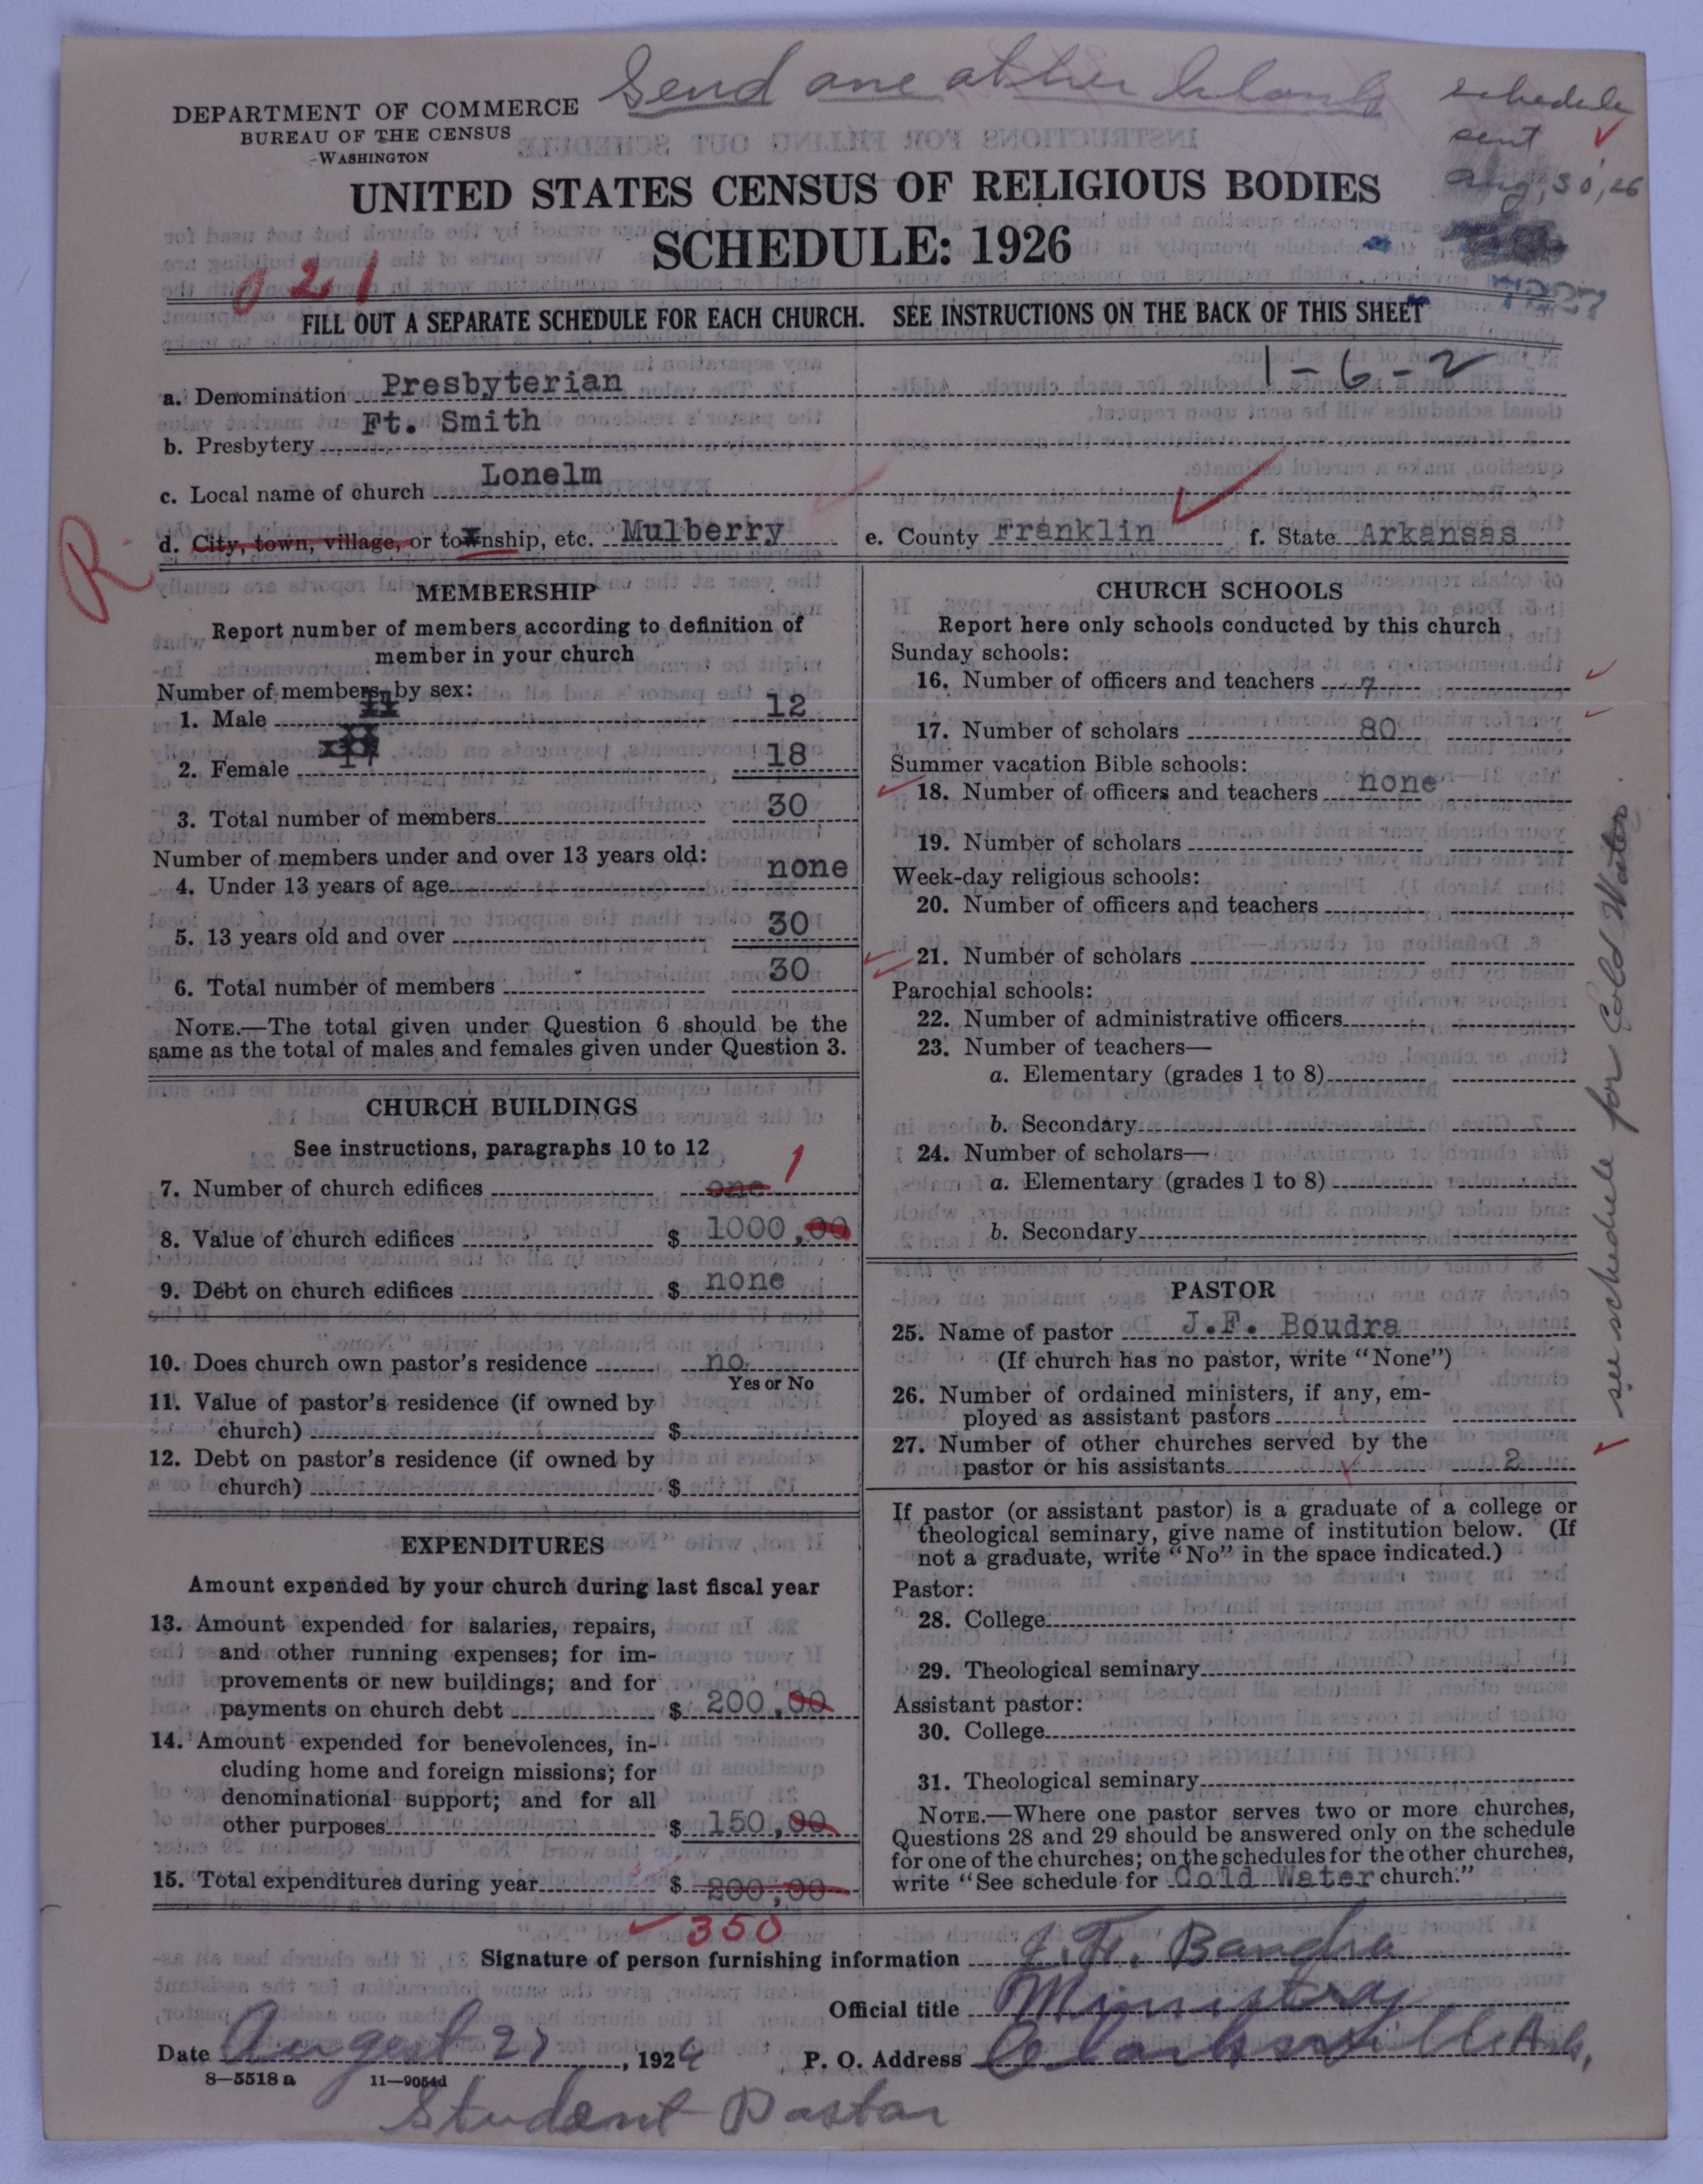 Send one other blank
schedule
sent
Aug, 30, 26
DEPARTMENT OF COMMERCE
BUREAU OF THE CENSUS
WASHINGTON
UNITED STATES CENSUS OF RELIGIOUS BODIES
SCHEDULE: 1926
021
FILL OUT A SEPARATE SCHEDULE FOR EACH CHURCH. SEE INSTRUCTIONS ON THE BACK OF THIS SHEET
1-6-2
a. Denomination Presbyterian
b. Presbytery Ft. Smith
c. Local name of church Lonelm
R
d. City, town, village, or township, etc. Mulberry e. County Franklin f. State Arkansas
MEMBERSHIP
Report number of members according to definition of
member in your church
Number of members by sex:
1. Male 12
2. Female 18
3. Total number of members 30
Number of members under and over 13 years old:
4. Under 13 years of age none
5. 13 years old and over 30
6. Total number of members 30
NOTE.—The total given under Question 6 should be the
same as the total of males and females given under Question 3.
CHURCH BUILDINGS
See instructions, paragraphs 10 to 12
7. Number of church edifices one 1
8. Value of church edifices $ 1000,00
9. Debt on church edifices $ none
10. Does church own pastor's residence no
Yes or No
11. Value of pastor's residence (if owned by
church) $
12. Debt on pastor's residence (if owned by
church) $
EXPENDITURES
Amount expended by your church during last fiscal year
13. Amount expended for salaries, repairs,
and other running expenses; for im-
provements or new buildings; and for
payments on church debt $ 200,00
14. Amount expended for benevolences, in-
cluding home and foreign missions; for
denominational support; and for all
other purposes $ 150,00
15. Total expenditures during year $ 200,00
350
CHURCH SCHOOLS
Report here only schools conducted by this church
Sunday schools:
16. Number of officers and teachers 7
17. Number of scholars 80
Summer vacation Bible schools:
18. Number of officers and teachers none
19. Number of scholars
Week-day religious schools:
20. Number of officers and teachers
21. Number of scholars
Parochial schools:
22. Number of administrative officers
23. Number of teachers—
a. Elementary (grades 1 to 8)
b. Secondary
24. Number of scholars—
a. Elementary (grades 1 to 8)
b. Secondary
PASTOR
25. Name of pastor J.F. Boudra
(If church has no pastor, write "None")
26. Number of ordained ministers, if any, em-
ployed as assistant pastors
27. Number of other churches served by the
pastor or his assistants 2
If pastor (or assistant pastor) is a graduate of a college or
theological seminary, give name of institution below. (If
not a graduate, write "No" in the space indicated.)
Pastor:
28. College
29. Theological seminary
Assistant pastor:
30. College
31. Theological seminary
NOTE.—Where one pastor serves two or more churches,
Questions 28 and 29 should be answered only on the schedule
for one of the churches; on the schedules for the other churches,
write "See schedule for Cold Water church."
see schedule for Cold Water
Signature of person furnishing information J.F. Boudra
Official title Ministry
Date Augest 27, 1926 P. O. Address Clarksville Ark,
8—5518 a 11—9054d
Student Pastor